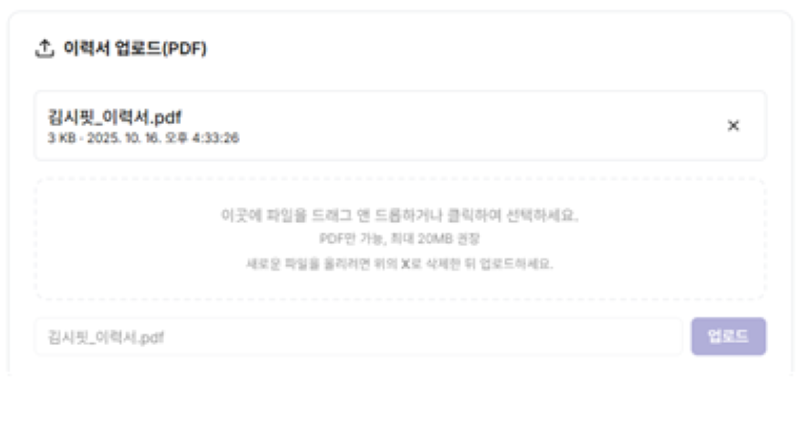 이력서 업로드(PDF)
김시핏_이력서.pdf
3 KB · 2025. 10. 16. 오후 4:33:26
×
이곳에 파일을 드래그 앤 드롭하거나 클릭하여 선택하세요.
PDF만 가능, 최대 20MB 권장
새로운 파일을 올리려면 위의 X로 삭제한 뒤 업로드하세요.
김시핏_이력서.pdf
업로드